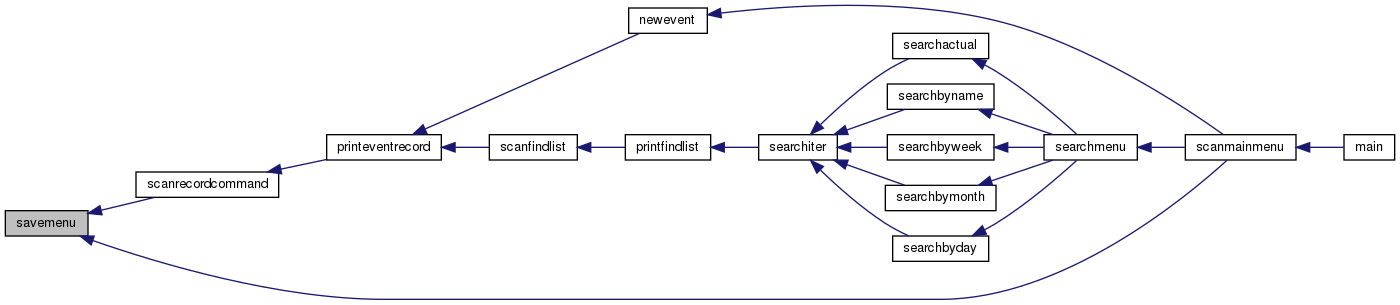 newevent
searchactual
searchbyname
printeventrecord
scanfindlist
printfindlist
searchiter
searchbyweek
searchmenu
scanmainmenu
main
scanrecordcommand
searchbymonth
savemenu
searchbyday